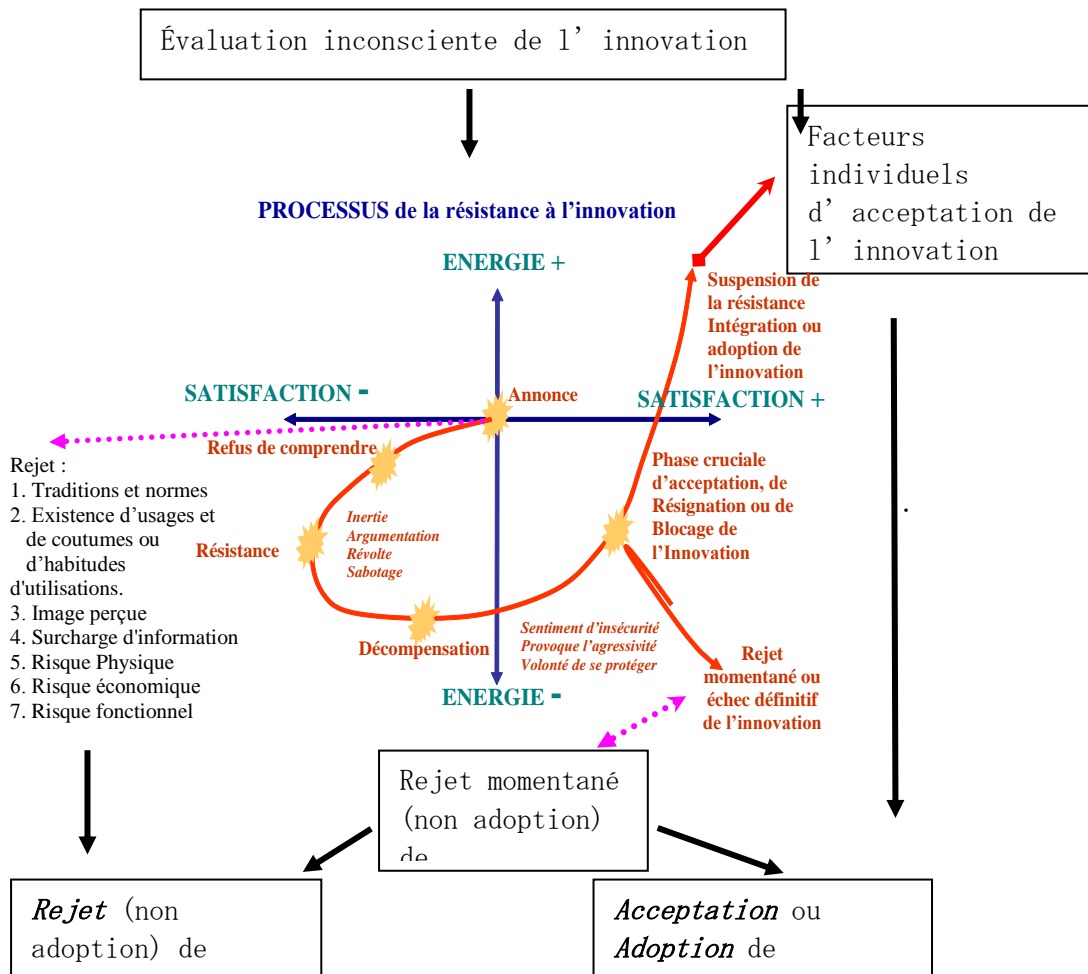 Évaluation inconsciente de l’ innovation
Facteurs
individuels
d’ acceptation de
l’ innovation
PROCESSUS de la résistance à l’innovation
ENERGIE +
Suspension de
la résistance
Intégration ou
adoption de
l’innovation
SATISFACTION -
Annonce
SATISFACTION +
Refus de comprendre
Rejet :
1. Traditions et normes
2. Existence d’usages et
de coutumes ou
d’habitudes
d'utilisations.
3. Image perçue
4. Surcharge d'information
5. Risque Physique
6. Risque économique
7. Risque fonctionnel
Phase cruciale
d’acceptation, de
Résignation ou de
Blocage de
l’Innovation
.
Inertie
Argumentation
Révolte
Sabotage
Résistance
Décompensation
Sentiment d’insécurité
Provoque l’agressivité
Volonté de se protéger
ENERGIE -
Rejet
momentané ou
échec définitif
de l’innovation
Rejet momentané
(non adoption)
de
Rejet (non
adoption) de
Acceptation ou
Adoption de